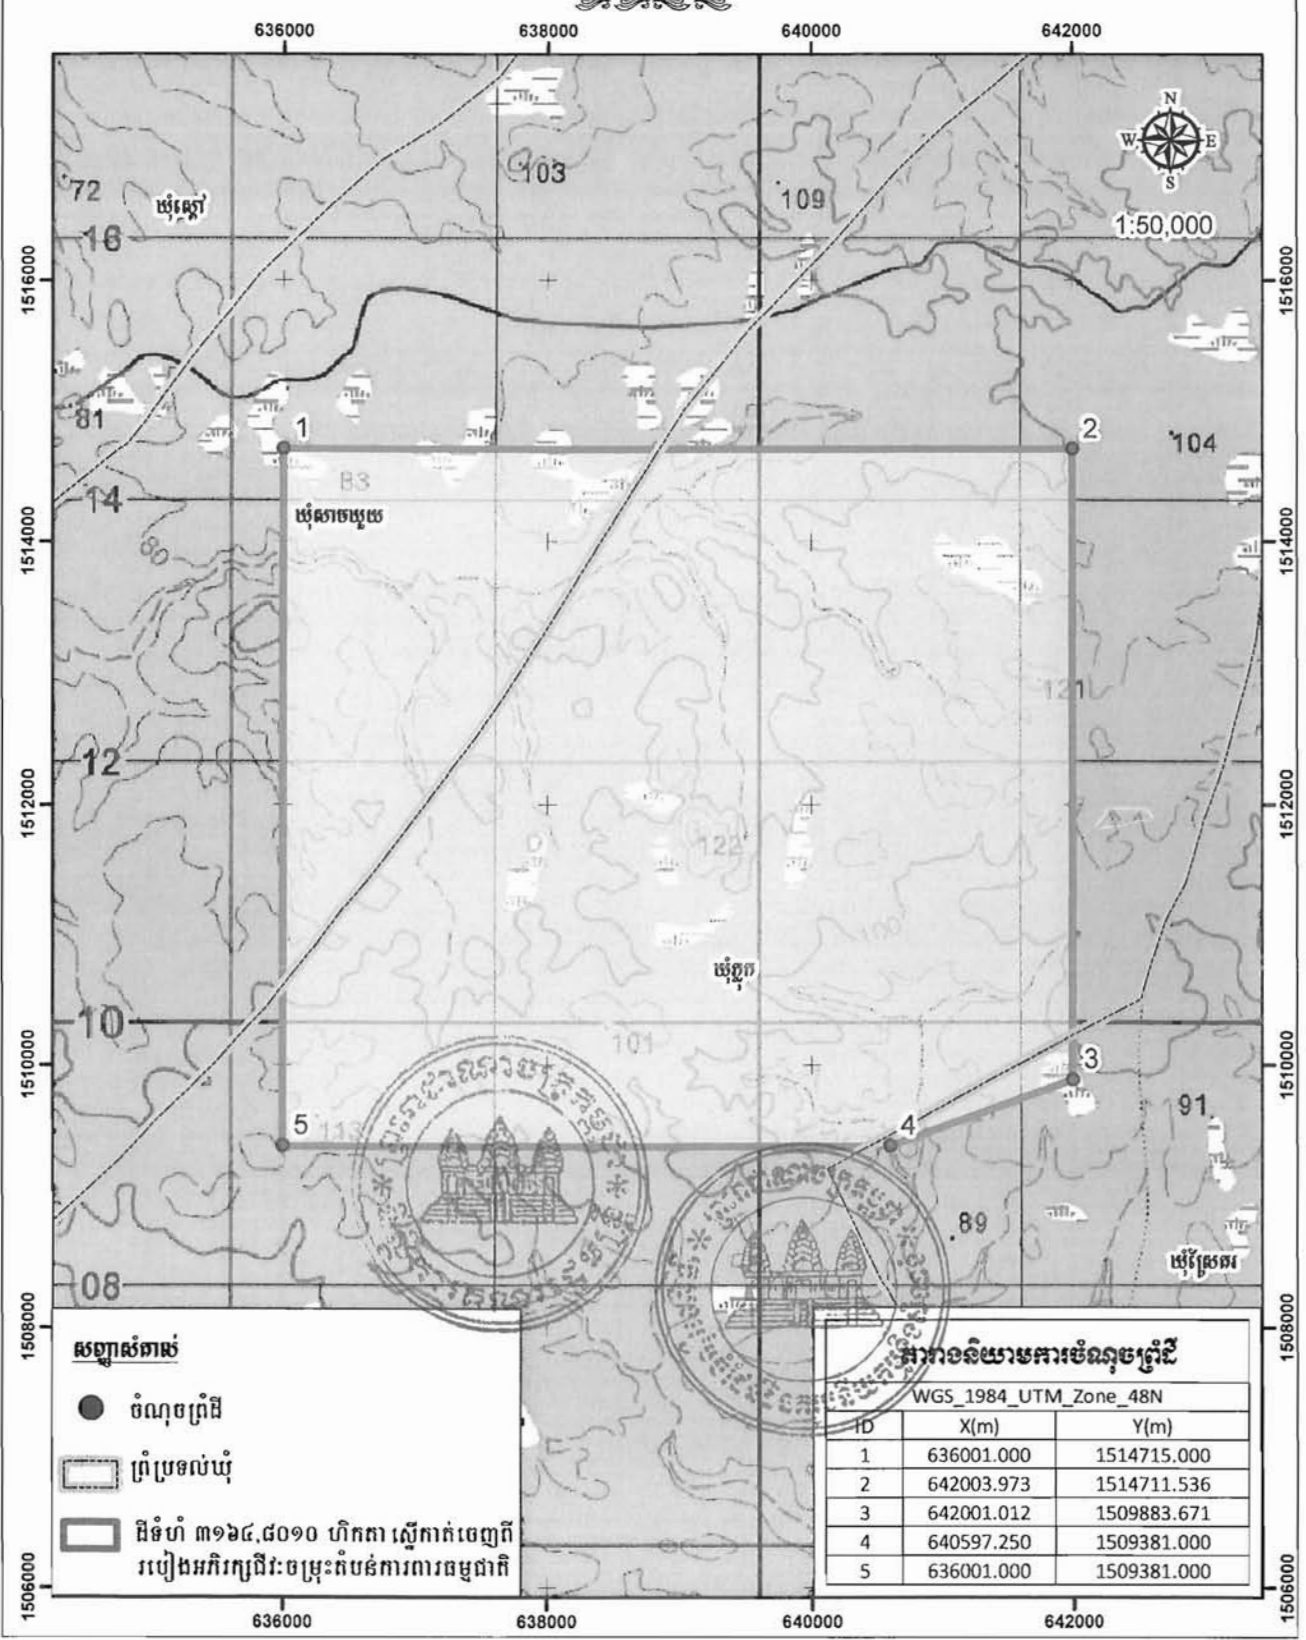 636000 638000 640000 642000
N
W E
S
1:50,000
103
109
72
ឃុំស្ដៅ
16
1516000 1516000
81
1 2
104
83
14
ឃុំសាមឃួយ
1514000 1514000
80
121
12
1512000 1512000
122
100
ឃុំភ្លុក
10
101
1510000 1510000
3
91
5 113 4
89
ឃុំស្រែគរ
08
1508000 1508000
សញ្ញាសំគាល់
ចំណុចព្រំដី
ព្រំប្រទល់ឃុំ
ដីទំហំ ៣១៦៤,៨០១០ ហិកតា ស្នើកាត់ចេញពី
របៀងអភិរក្សជីវៈចម្រុះតំបន់ការពារធម្មជាតិ
តារាងនិយាមការចំណុចព្រំដី
WGS_1984_UTM_Zone_48N
ID X(m) Y(m)
1 636001.000 1514715.000
2 642003.973 1514711.536
3 642001.012 1509883.671
4 640597.250 1509381.000
5 636001.000 1509381.000
1506000 1506000
636000 638000 640000 642000